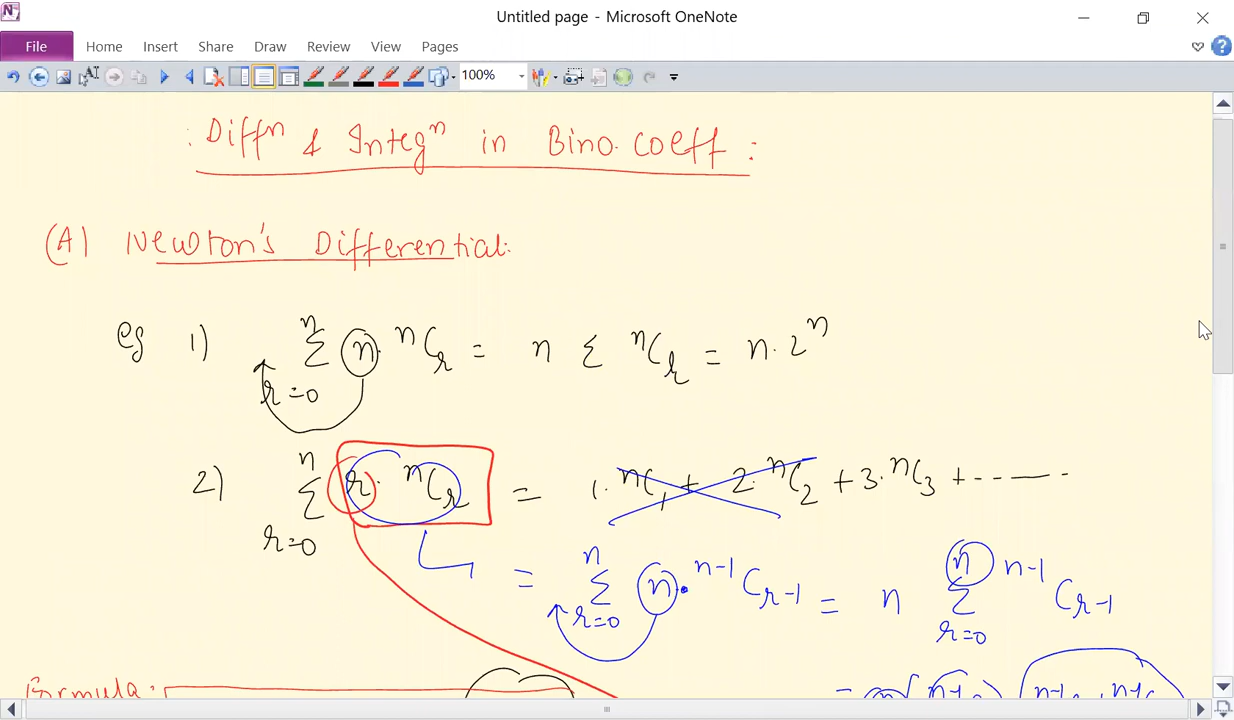 Untitled page - Microsoft OneNote
File Home Insert Share Draw Review View Pages
100%
: Diffⁿ & Integⁿ in Bino. Coeff :
(A) Newton's Differential:
eg 1) n Σ r=0 n · ⁿCᵣ = n Σ ⁿCᵣ = n · 2ⁿ
2) n Σ r=0 r · ⁿCᵣ = 1 · ⁿC₁ + 2 · ⁿC₂ + 3 · ⁿC₃ + - - - - -
= n Σ r=0 n · ⁿ⁻¹Cᵣ₋₁ = n n Σ r=0 ⁿ⁻¹Cᵣ₋₁
Formula: